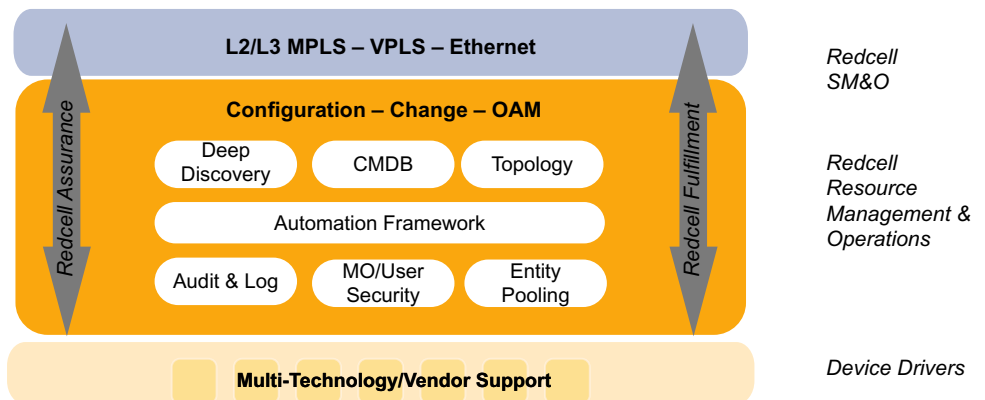 L2/L3 MPLS – VPLS – Ethernet
Redcell
SM&O
Configuration – Change – OAM
Redcell Assurance
Redcell Fulfillment
Deep
Discovery
CMDB
Topology
Redcell
Resource
Management &
Operations
Automation Framework
Audit & Log
MO/User
Security
Entity
Pooling
Multi-Technology/Vendor Support
Device Drivers